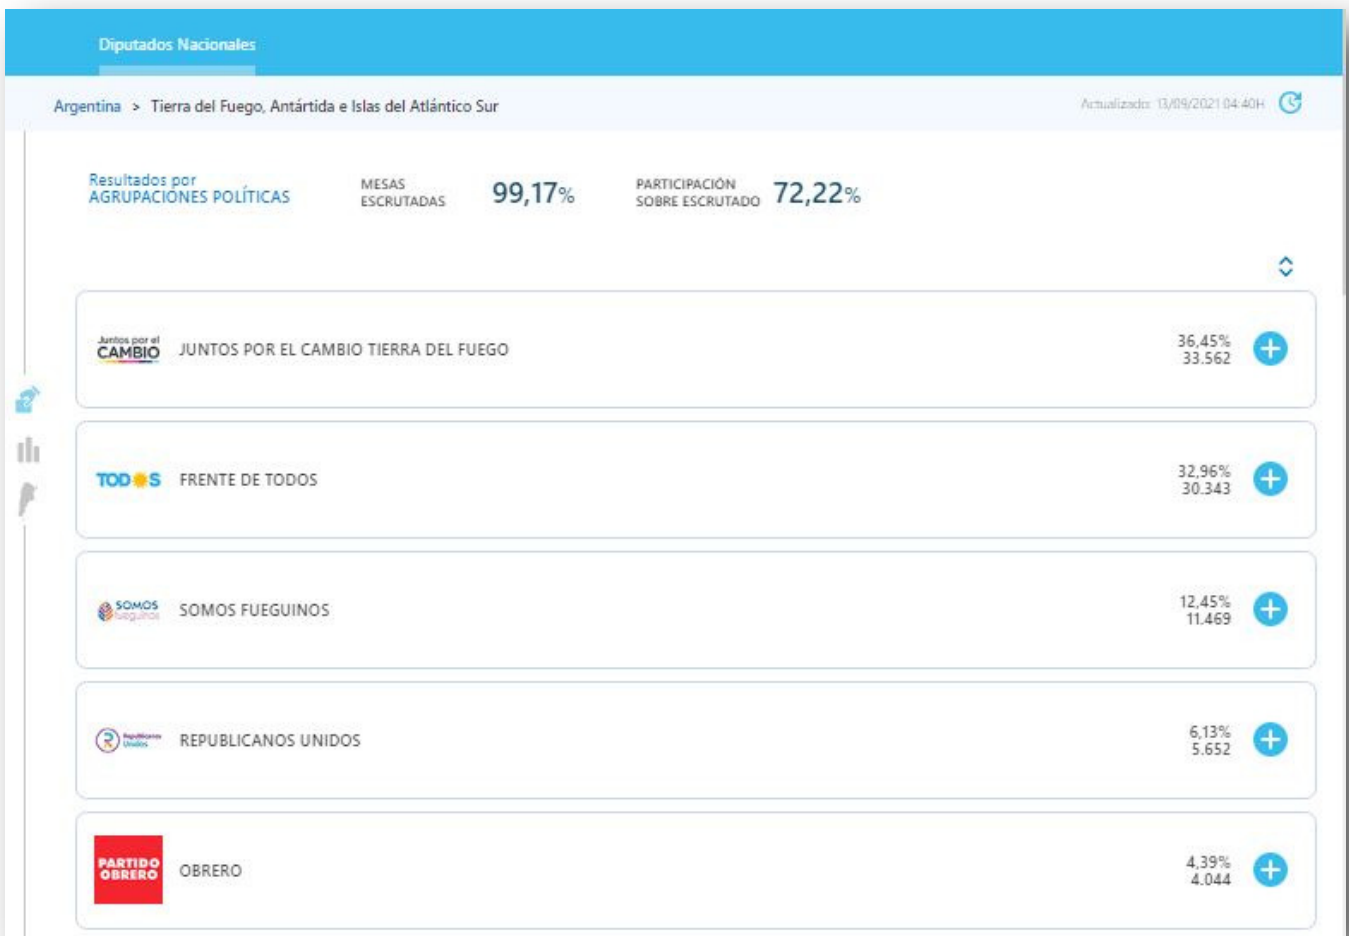 Diputados Nacionales
Argentina > Tierra del Fuego, Antártida e Islas del Atlántico Sur
Actualizado: 13/09/2021 04:40H
Resultados por
AGRUPACIONES POLÍTICAS
MESAS
ESCRUTADAS
99,17%
PARTICIPACIÓN
SOBRE ESCRUTADO
72,22%
Juntos por el
CAMBIO
JUNTOS POR EL CAMBIO TIERRA DEL FUEGO
36,45%
33.562
TODOS
FRENTE DE TODOS
32,96%
30.343
SOMOS
fueguinos
SOMOS FUEGUINOS
12,45%
11.469
Republicanos
Unidos
REPUBLICANOS UNIDOS
6,13%
5.652
PARTIDO
OBRERO
OBRERO
4,39%
4.044